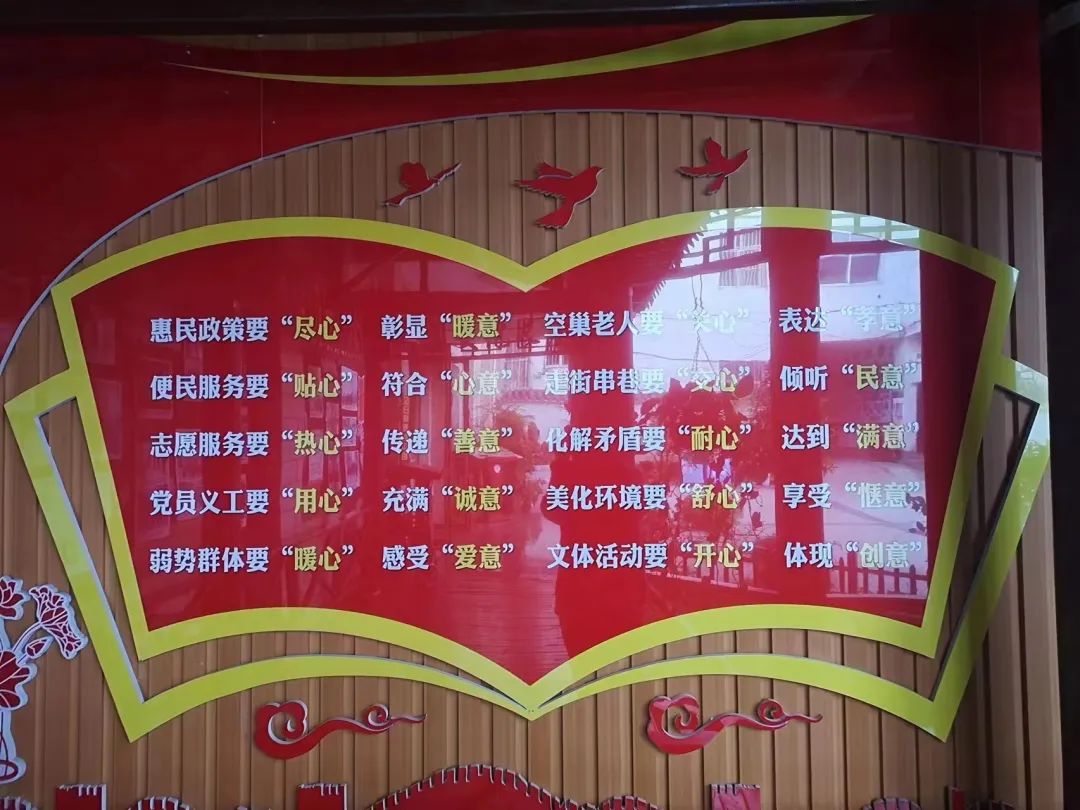 惠民政策要“尽心” 彰显“暖意”
便民服务要“贴心” 符合“心意”
志愿服务要“热心” 传递“善意”
党员义工要“用心” 充满“诚意”
弱势群体要“暖心” 感受“爱意”
空巢老人要“关心” 表达“孝意”
走街串巷要“交心” 倾听“民意”
化解矛盾要“耐心” 达到“满意”
美化环境要“舒心” 享受“惬意”
文体活动要“开心” 体现“创意”